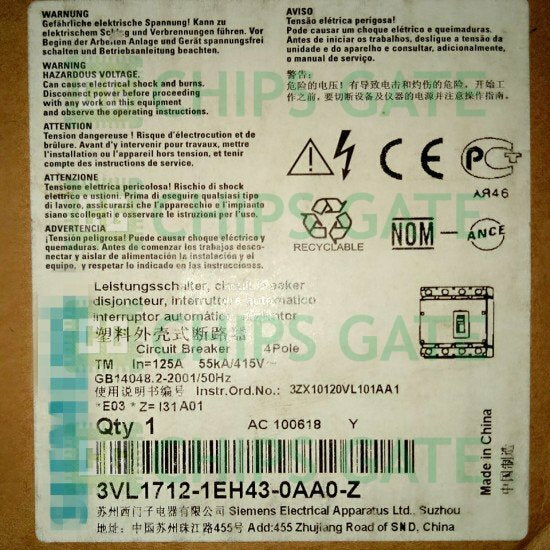 WARNUNG
Gefährliche elektrische Spannung! Kann zu
elektrischem Schlag und Verbrennungen führen. Vor
Beginn der Arbeiten Anlage und Gerät spannungsfrei
schalten und Betriebsanleitung beachten.
WARNING
HAZARDOUS VOLTAGE.
Can cause electrical shock and burns.
Disconnect power before proceeding
with any work on this equipment
and observe the operating instructions.
ATTENTION
Tension dangereuse ! Risque d'électrocution et de
brûlure. Avant d'y intervenir pour travaux, mettre
l'installation ou l'appareil hors tension, et tenir
compte des instructions de service.
ATTENZIONE
Tensione elettrica pericolosa! Rischio di shock
elettrico e ustioni. Prima di eseguire qualsiasi tipo
di lavoro, assicurarsi che l'apparecchio e l'impianto
siano scollegati e osservare le istruzioni per l'uso.
ADVERTENCIA
¡Tensión peligrosa! Puede causar choque eléctrico y
quemaduras. Antes de comenzar los trabajos desco-
nectar y aislar de alimentación la instalación y el
equipo, y respetar lo indicado en las instrucciones.
AVISO
Tensão elétrica perigosa!
Pode causar choque elétrico e queimaduras.
Antes de iniciar os trabalhos, desligue a tensão da
unidade e do aparelho e consultar, adicionalmente,
o manual de serviço.
警告:
危险的电压! 有导致电击和灼伤的危险。开始工
作之前, 要切断设备及仪器的电源并注意操作指南。
CE
РСТ
АЯ46
RECYCLABLE
NOM
ANCE
Leistungsschalter, circuit-breaker
disjoncteur, interruttore automatico
interruptor automático, disjuntor
塑料外壳式断路器
Circuit Breaker 4Pole
TM In=125A 55kA/415V~
GB14048.2-2001/50Hz
使用说明书编号 Instr.Ord.No.: 3ZX10120VL101AA1
*E03 *Z= I31 A01
Qty 1 AC 100618 Y
3VL1712-1EH43-0AA0-Z
苏州西门子电器有限公司 Siemens Electrical Apparatus Ltd., Suzhou
地址: 中国苏州珠江路455号 Add:455 Zhujiang Road of SND, China
Made in China
中国制造
CHIPS GATE
CHIPS GATE
CHIPS GATE
CHIPS GATE